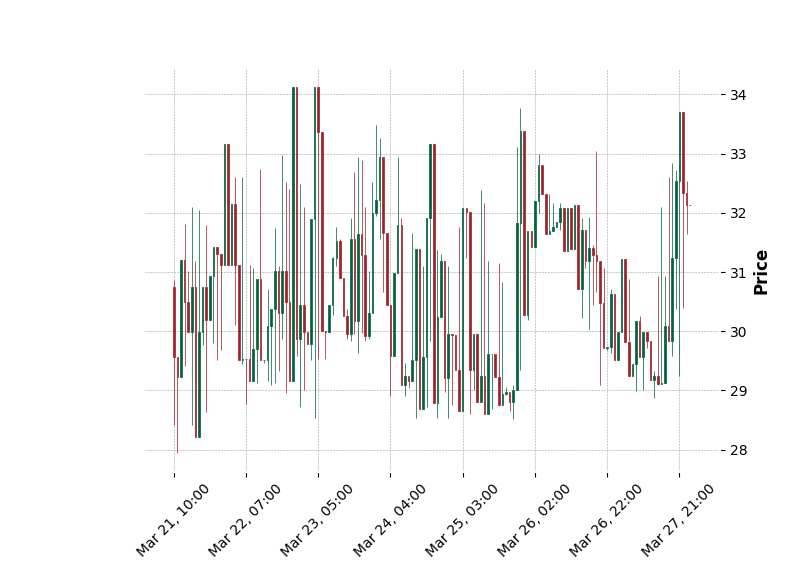 34
33
32
31
30
29
28
Price
Mar 21, 10:00
Mar 22, 07:00
Mar 23, 05:00
Mar 24, 04:00
Mar 25, 03:00
Mar 26, 02:00
Mar 26, 22:00
Mar 27, 21:00